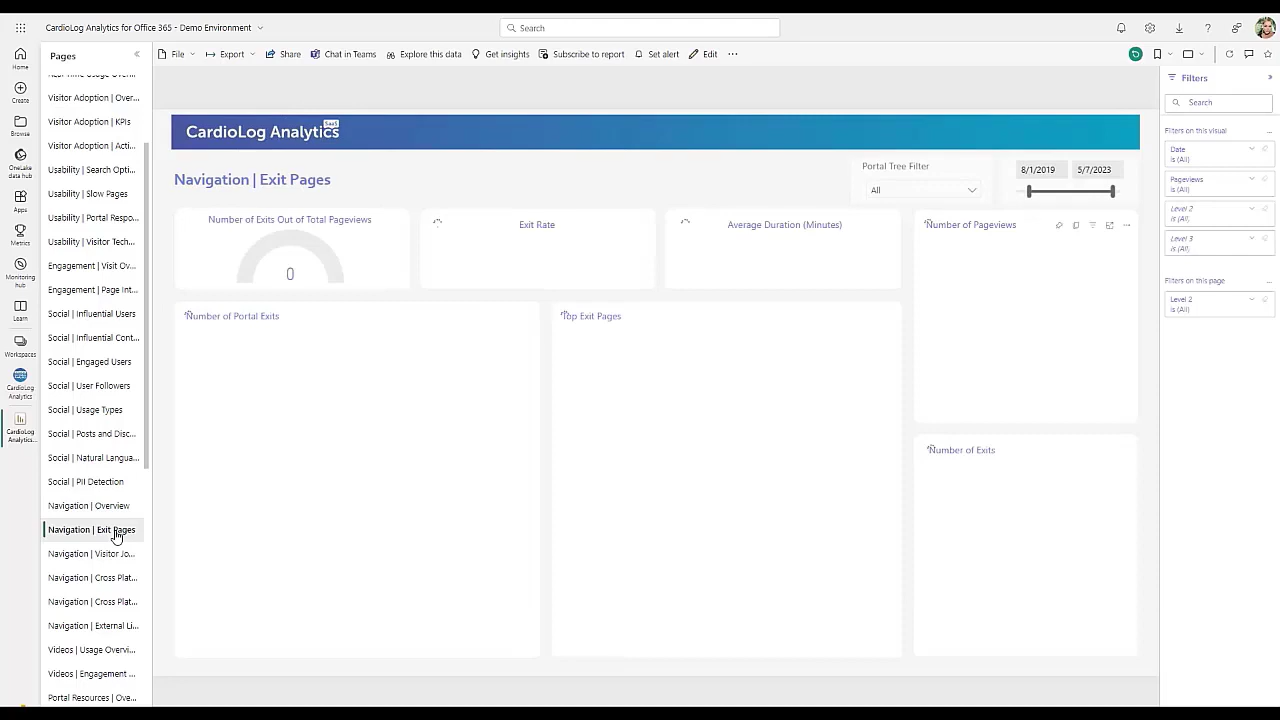 CardioLog Analytics for Office 365 - Demo Environment
Search
Home
Create
Browse
OneLake
data hub
Apps
Metrics
Monitoring
hub
Learn
Workspaces
CardioLog
Analytics
CardioLog
Analytics...
Pages
Visitor Adoption | Over...
Visitor Adoption | KPIs
Visitor Adoption | Acti...
Usability | Search Opti...
Usability | Slow Pages
Usability | Portal Respo...
Usability | Visitor Tech...
Engagement | Visit Ov...
Engagement | Page Int...
Social | Influential Users
Social | Influential Cont...
Social | Engaged Users
Social | User Followers
Social | Usage Types
Social | Posts and Disc...
Social | Natural Langua...
Social | PII Detection
Navigation | Overview
Navigation | Exit Pages
Navigation | Visitor Jo...
Navigation | Cross Plat...
Navigation | Cross Plat...
Navigation | External Li...
Videos | Usage Overvi...
Videos | Engagement ...
Portal Resources | Ove...
File
Export
Share
Chat in Teams
Explore this data
Get insights
Subscribe to report
Set alert
Edit
CardioLog Analytics
SaaS
Navigation | Exit Pages
Portal Tree Filter
All
8/1/2019
5/7/2023
Number of Exits Out of Total Pageviews
0
Exit Rate
Average Duration (Minutes)
Number of Pageviews
Number of Portal Exits
Top Exit Pages
Number of Exits
Filters
Search
Filters on this visual
Date
is (All)
Pageviews
is (All)
Level 2
is (All)
Level 3
is (All)
Filters on this page
Level 2
is (All)